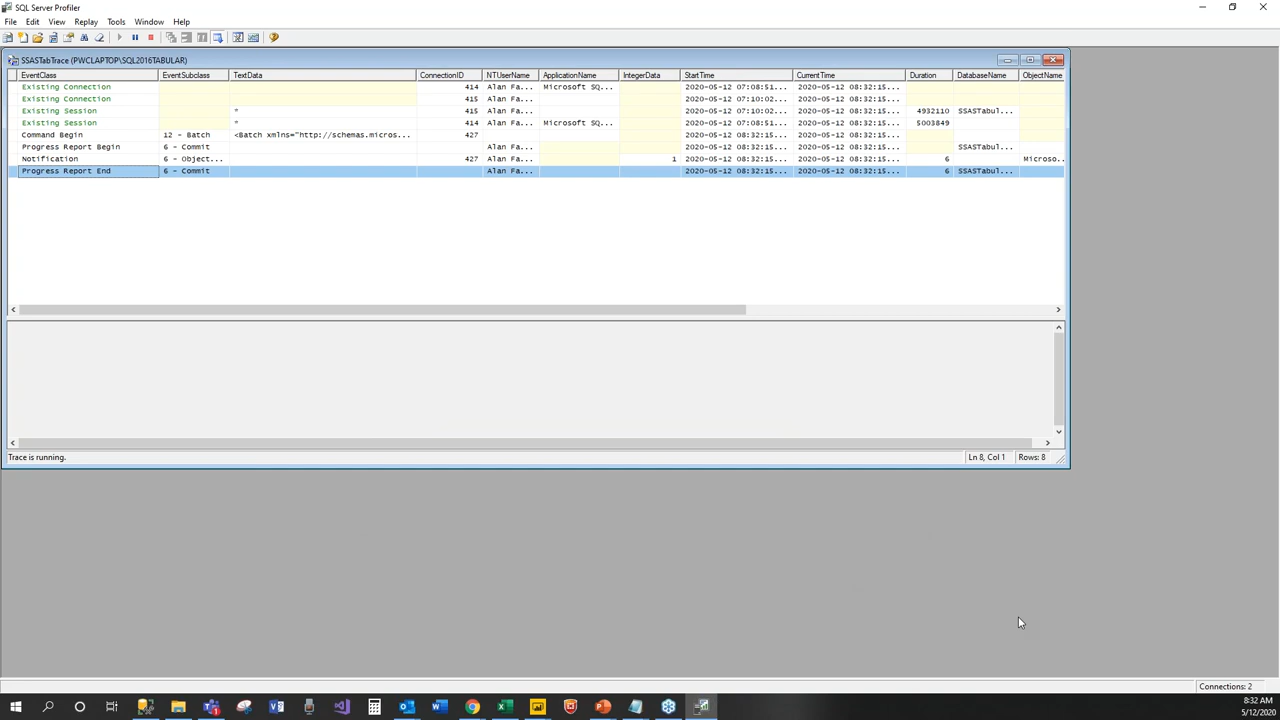 SQL Server Profiler
File Edit View Replay Tools Window Help
SSASTabTrace (PWCLAPTOP\SQL2016TABULAR)
EventClass EventSubclass TextData ConnectionID NTUserName ApplicationName IntegerData StartTime CurrentTime Duration DatabaseName ObjectName
Existing Connection 414 Alan Fa... Microsoft SQ... 2020-05-12 07:08:51... 2020-05-12 08:32:15...
Existing Connection 415 Alan Fa... 2020-05-12 07:10:02... 2020-05-12 08:32:15...
Existing Session * 415 Alan Fa... 2020-05-12 07:10:02... 2020-05-12 08:32:15... 4932110 SSASTabul...
Existing Session * 414 Alan Fa... Microsoft SQ... 2020-05-12 07:08:51... 2020-05-12 08:32:15... 5003849
Command Begin 12 - Batch <Batch xmlns="http://schemas.micros... 427 2020-05-12 08:32:15... 2020-05-12 08:32:15...
Progress Report Begin 6 - Commit Alan Fa... 2020-05-12 08:32:15... 2020-05-12 08:32:15... SSASTabul...
Notification 6 - Object... 427 Alan Fa... 1 2020-05-12 08:32:15... 2020-05-12 08:32:15... 6 Microso...
Progress Report End 6 - Commit Alan Fa... 2020-05-12 08:32:15... 2020-05-12 08:32:15... 6 SSASTabul...
Trace is running. Ln 8, Col 1 Rows: 8
Connections: 2
8:32 AM
5/12/2020